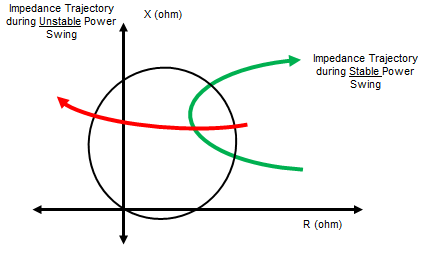 Impedance Trajectory
during Unstable Power
Swing
X (ohm)
Impedance Trajectory
during Stable Power
Swing
R (ohm)